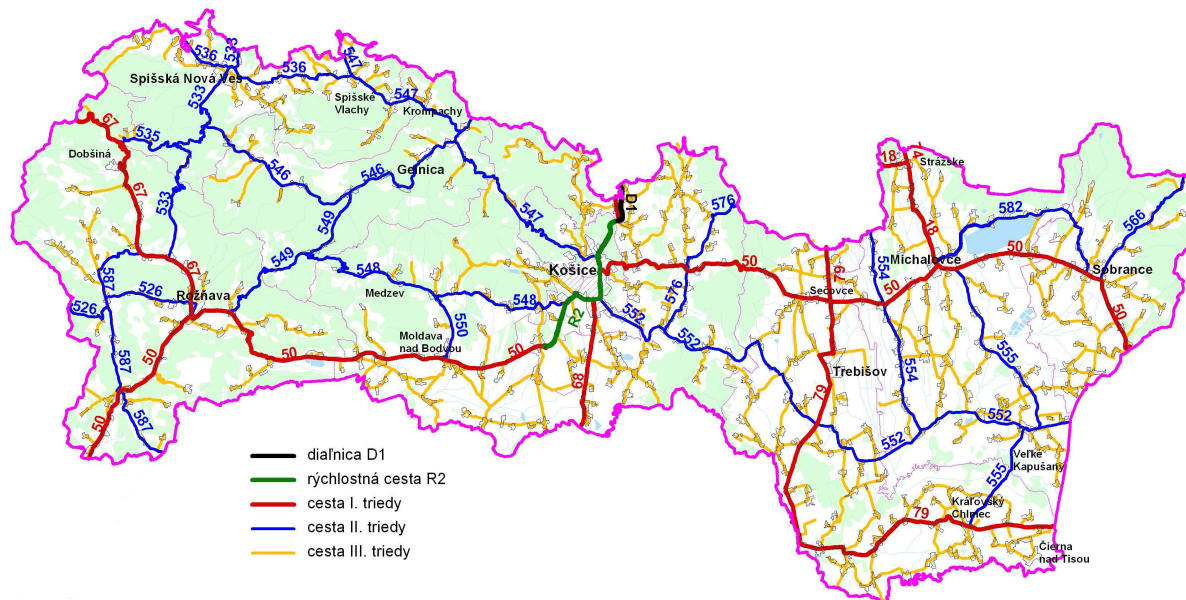 536
533
536
547
Spišská Nová Ves
533
Spišské
Vlachy
547
Krompachy
67
535
Dobšiná
67
533
546
546
Gelnica
549
547
D1
576
18
74
Strážske
18
582
566
50
554
Michalovce
Sobrance
50
50
79
Sečovce
50
Košice
576
67
549
548
Medzev
548
587
526
526
Rožňava
R2
552
552
550
Moldava
nad Bodvou
50
50
50
68
587
50
587
Trebišov
79
554
555
552
552
Veľké
Kapušany
555
Kráľovský
Chlmec
79
Čierna
nad Tisou
diaľnica D1
rýchlostná cesta R2
cesta I. triedy
cesta II. triedy
cesta III. triedy